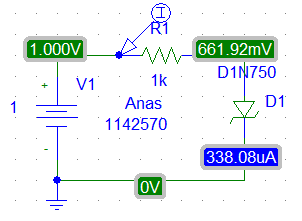 I
R1
1.000V
661.92mV
1k
D1N750
V1
+
1
Anas
1142570
D1
-
338.08uA
0V